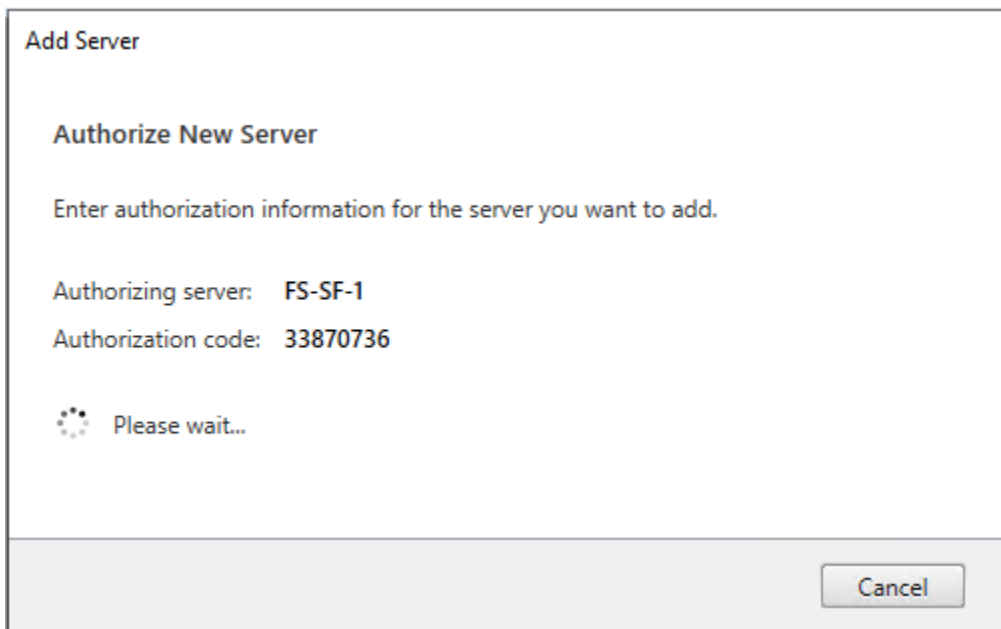 Add Server
Authorize New Server
Enter authorization information for the server you want to add.
Authorizing server: FS-SF-1
Authorization code: 33870736
Please wait...
Cancel